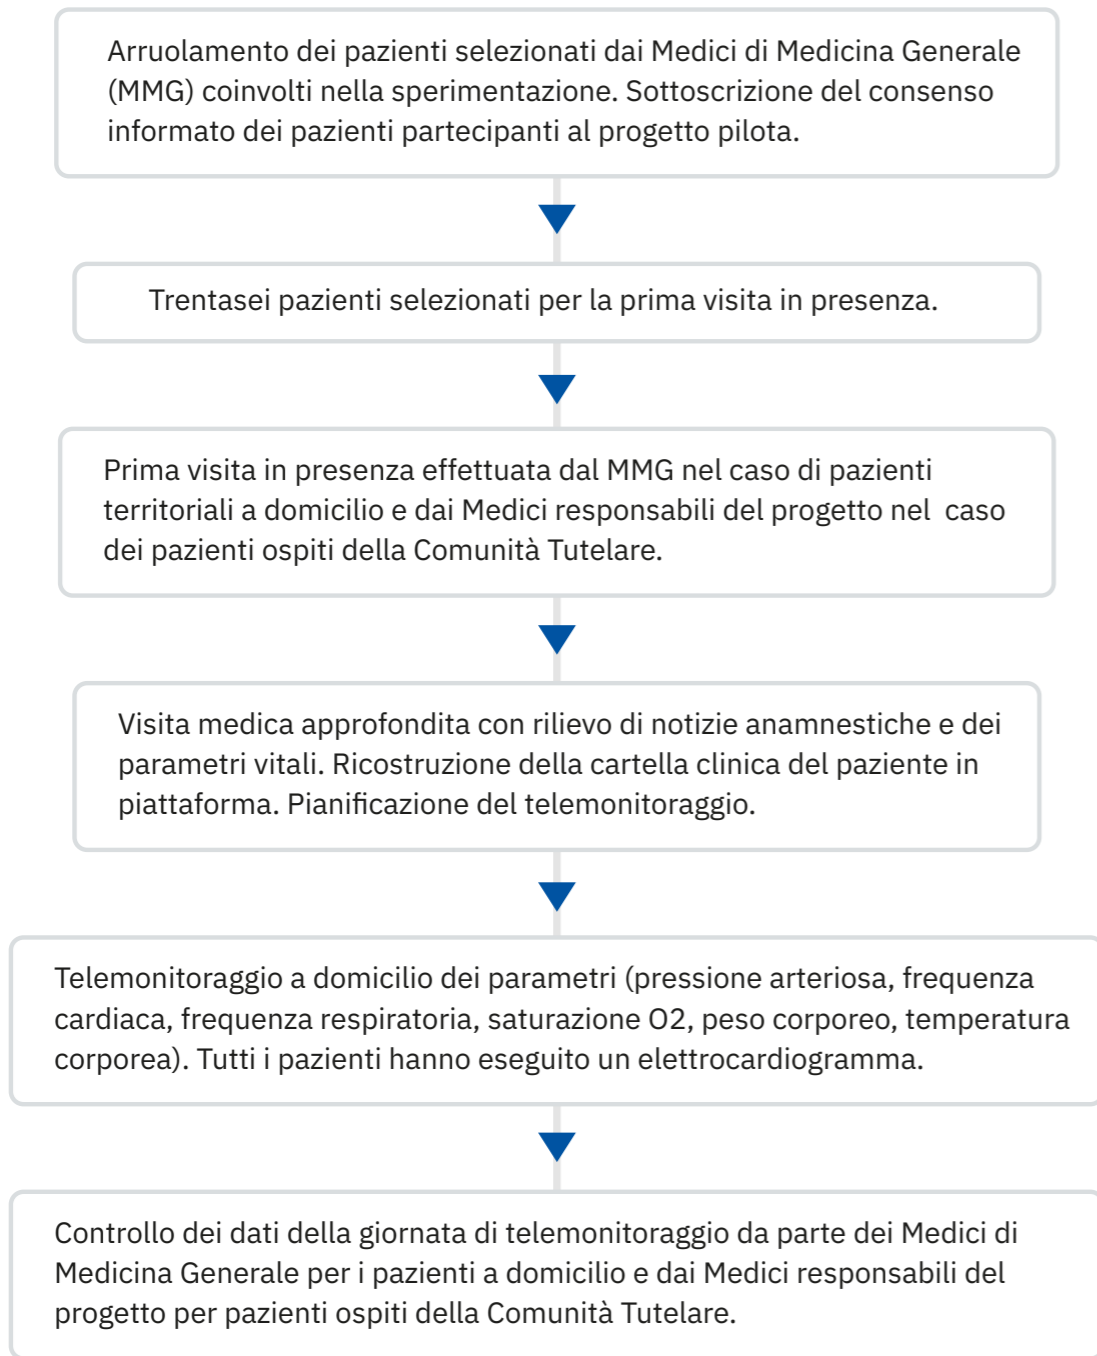 Arruolamento dei pazienti selezionati dai Medici di Medicina Generale
(MMG) coinvolti nella sperimentazione. Sottoscrizione del consenso
informato dei pazienti partecipanti al progetto pilota.
Trentasei pazienti selezionati per la prima visita in presenza.
Prima visita in presenza effettuata dal MMG nel caso di pazienti
territoriali a domicilio e dai Medici responsabili del progetto nel caso
dei pazienti ospiti della Comunità Tutelare.
Visita medica approfondita con rilievo di notizie anamnestiche e dei
parametri vitali. Ricostruzione della cartella clinica del paziente in
piattaforma. Pianificazione del telemonitoraggio.
Telemonitoraggio a domicilio dei parametri (pressione arteriosa, frequenza
cardiaca, frequenza respiratoria, saturazione O2, peso corporeo, temperatura
corporea). Tutti i pazienti hanno eseguito un elettrocardiogramma.
Controllo dei dati della giornata di telemonitoraggio da parte dei Medici di
Medicina Generale per i pazienti a domicilio e dai Medici responsabili del
progetto per pazienti ospiti della Comunità Tutelare.